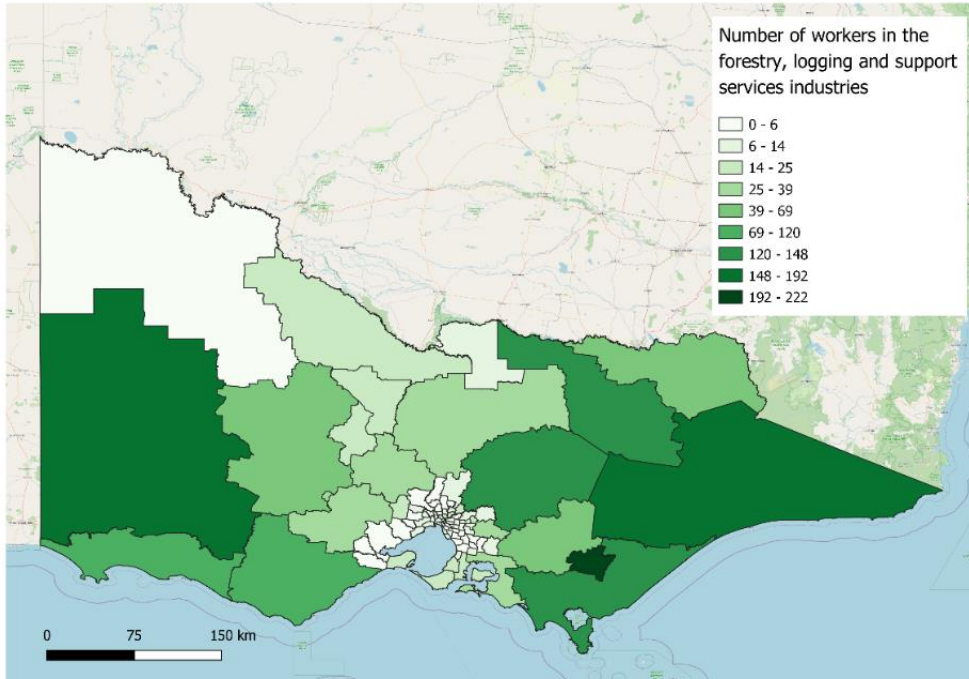 Number of workers in the
forestry, logging and support
services industries
0 - 6
6 - 14
14 - 25
25 - 39
39 - 69
69 - 120
120 - 148
148 - 192
192 - 222
0 75 150 km